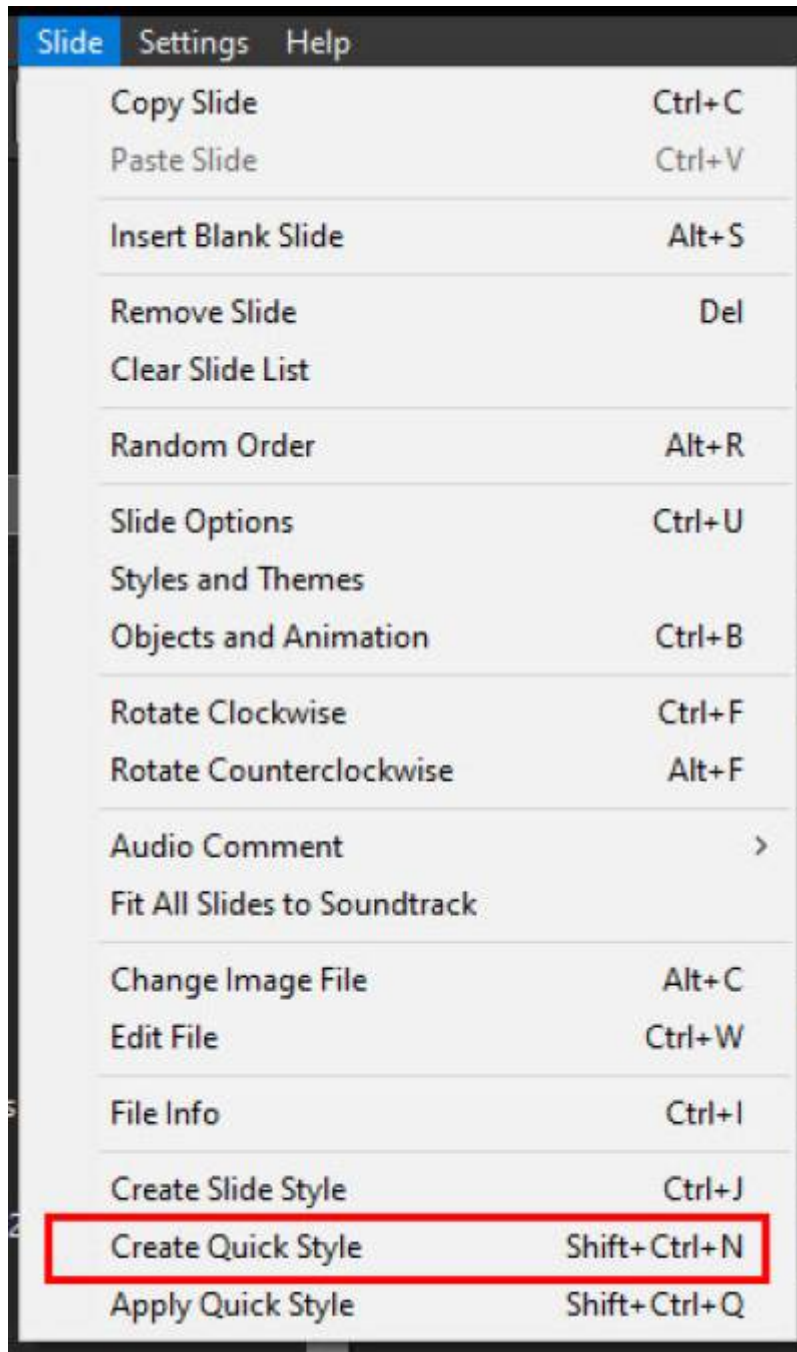 Slide Settings Help
Copy Slide Ctrl+C
Paste Slide Ctrl+V
Insert Blank Slide Alt+S
Remove Slide Del
Clear Slide List
Random Order Alt+R
Slide Options Ctrl+U
Styles and Themes
Objects and Animation Ctrl+B
Rotate Clockwise Ctrl+F
Rotate Counterclockwise Alt+F
Audio Comment >
Fit All Slides to Soundtrack
Change Image File Alt+C
Edit File Ctrl+W
File Info Ctrl+I
Create Slide Style Ctrl+J
Create Quick Style Shift+Ctrl+N
Apply Quick Style Shift+Ctrl+Q